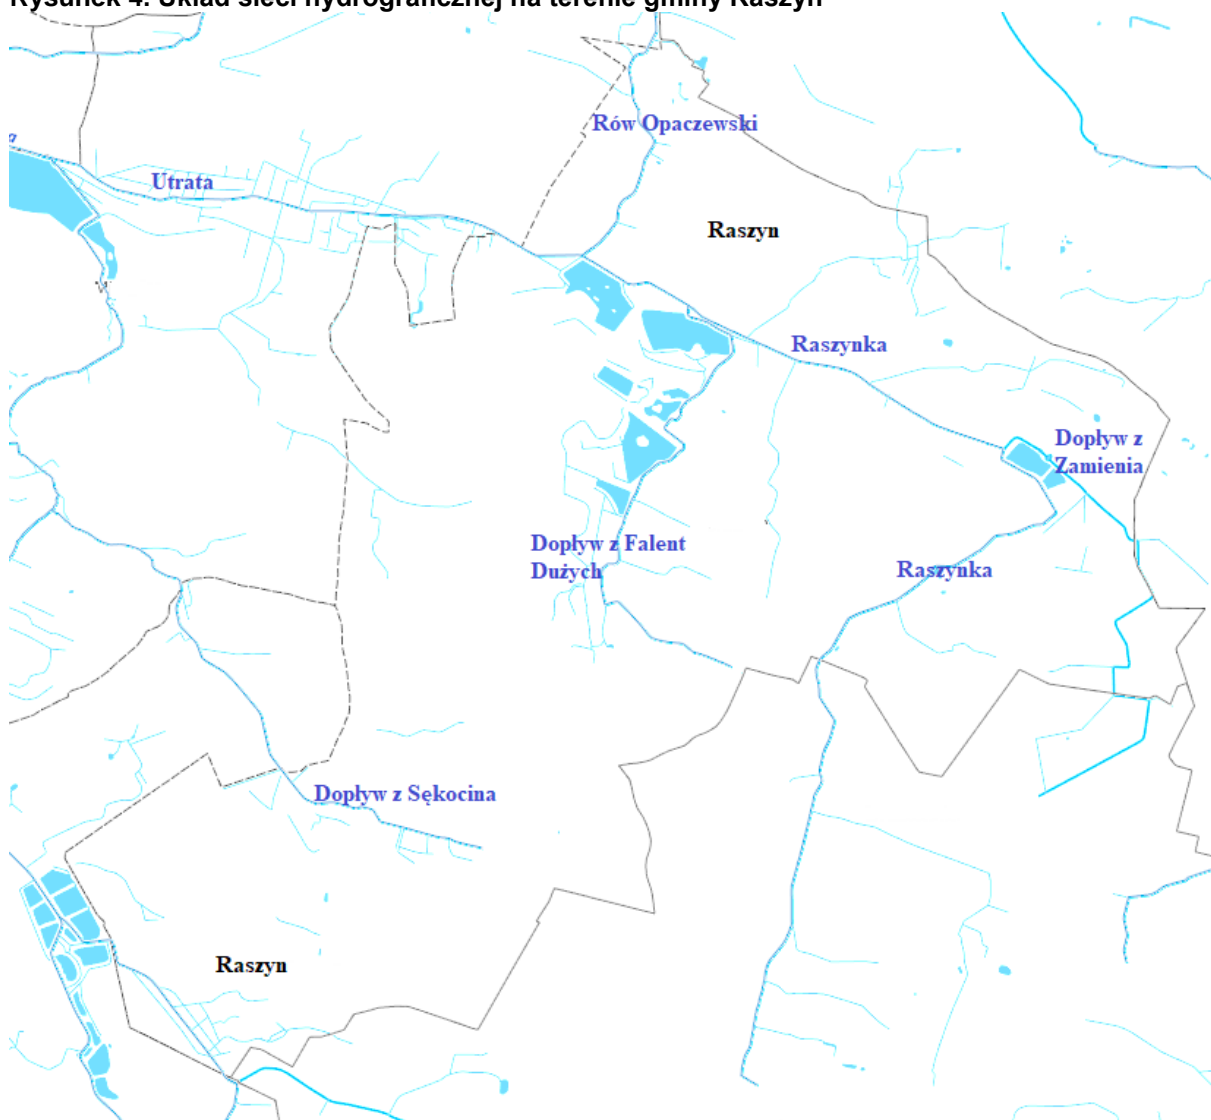 Rysunek 4. Układ sieci hydrograficznej na terenie gminy Raszyn
Rów Opaczewski
a
Utrata
Raszyn
Raszynka
Dopływ z
Zamienia
Dopływ z Falent
Dużych
Raszynka
Dopływ z Sękocina
Raszyn